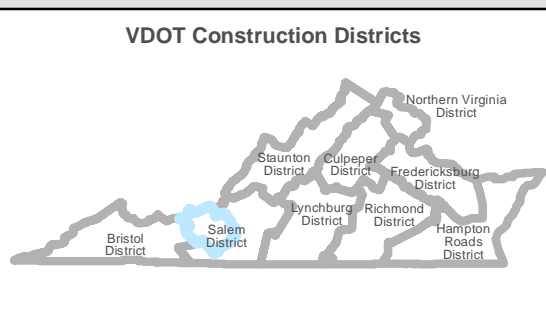 VDOT Construction Districts
Northern Virginia
District
Staunton
District
Culpeper
District
Fredericksburg
District
Lynchburg
District
Richmond
District
Salem
District
Bristol
District
Hampton
Roads
District